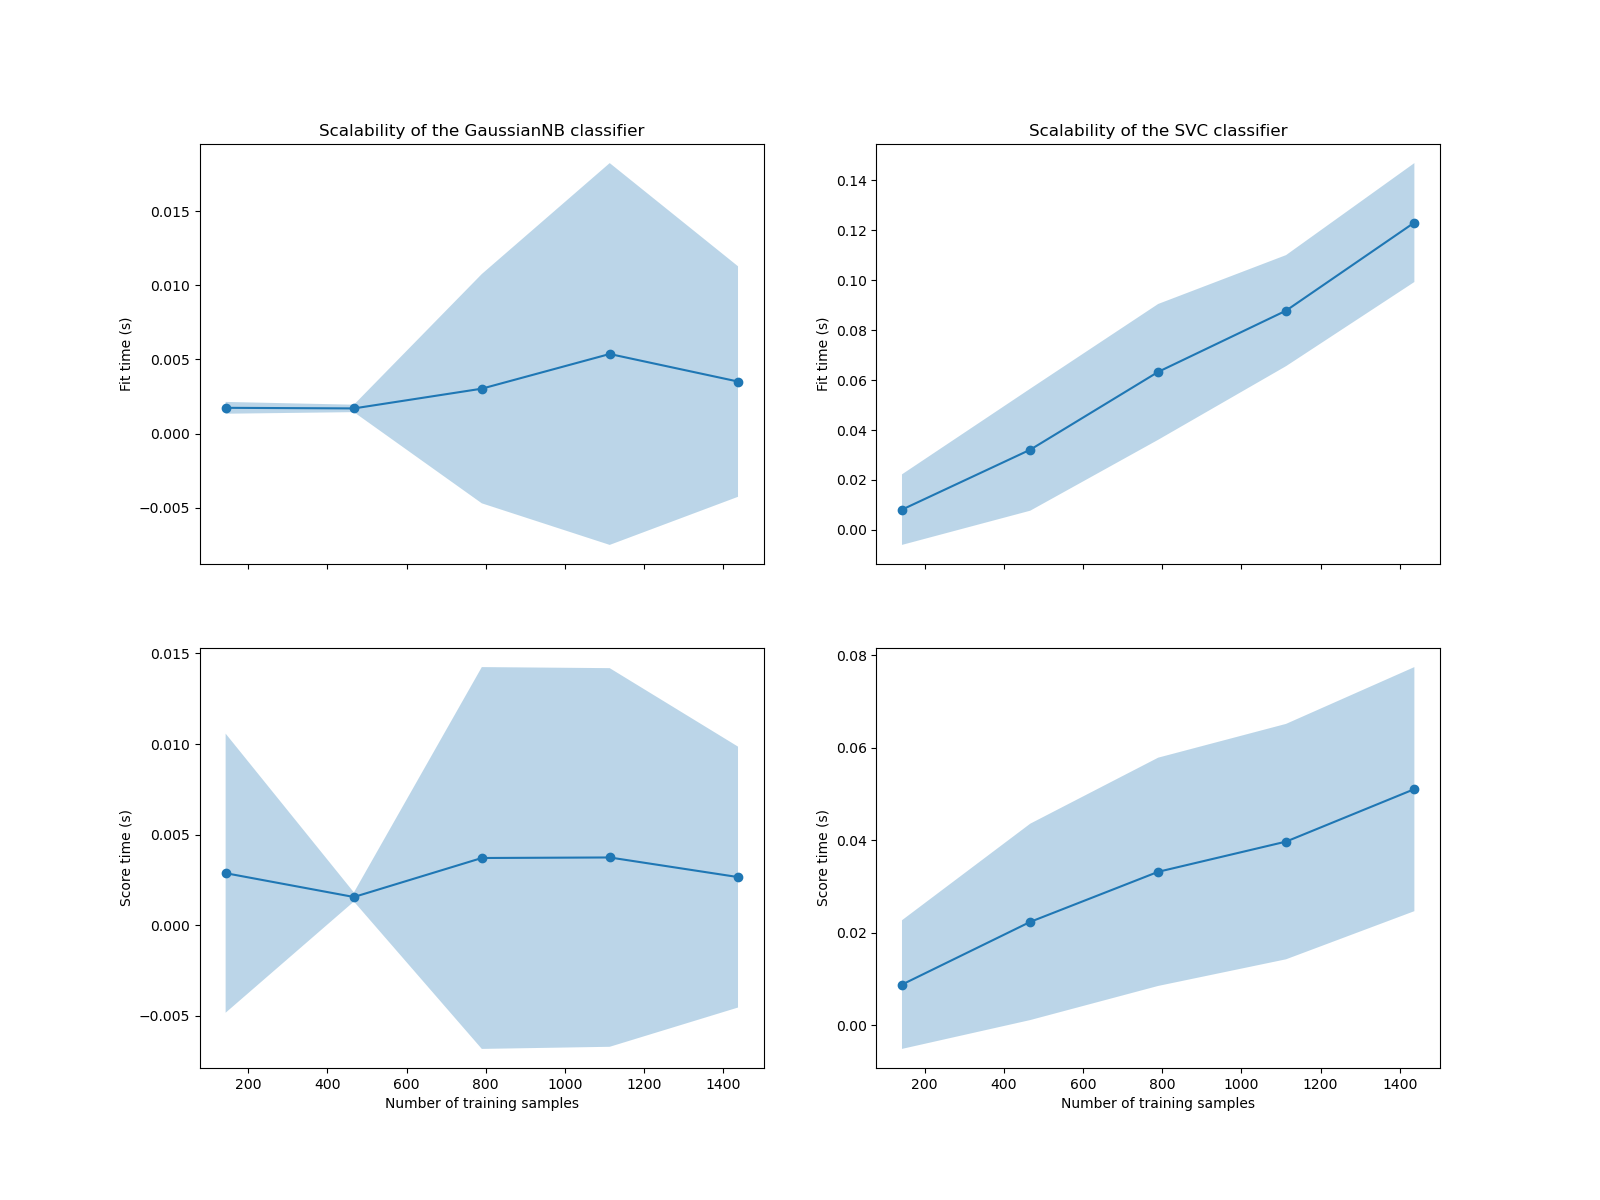 Scalability of the GaussianNB classifier
Scalability of the SVC classifier
0.015
0.010
0.005
0.000
−0.005
Fit time (s)
0.14
0.12
0.10
0.08
0.06
0.04
0.02
0.00
Fit time (s)
0.015
0.010
0.005
0.000
−0.005
Score time (s)
200 400 600 800 1000 1200 1400
Number of training samples
0.08
0.06
0.04
0.02
0.00
Score time (s)
200 400 600 800 1000 1200 1400
Number of training samples